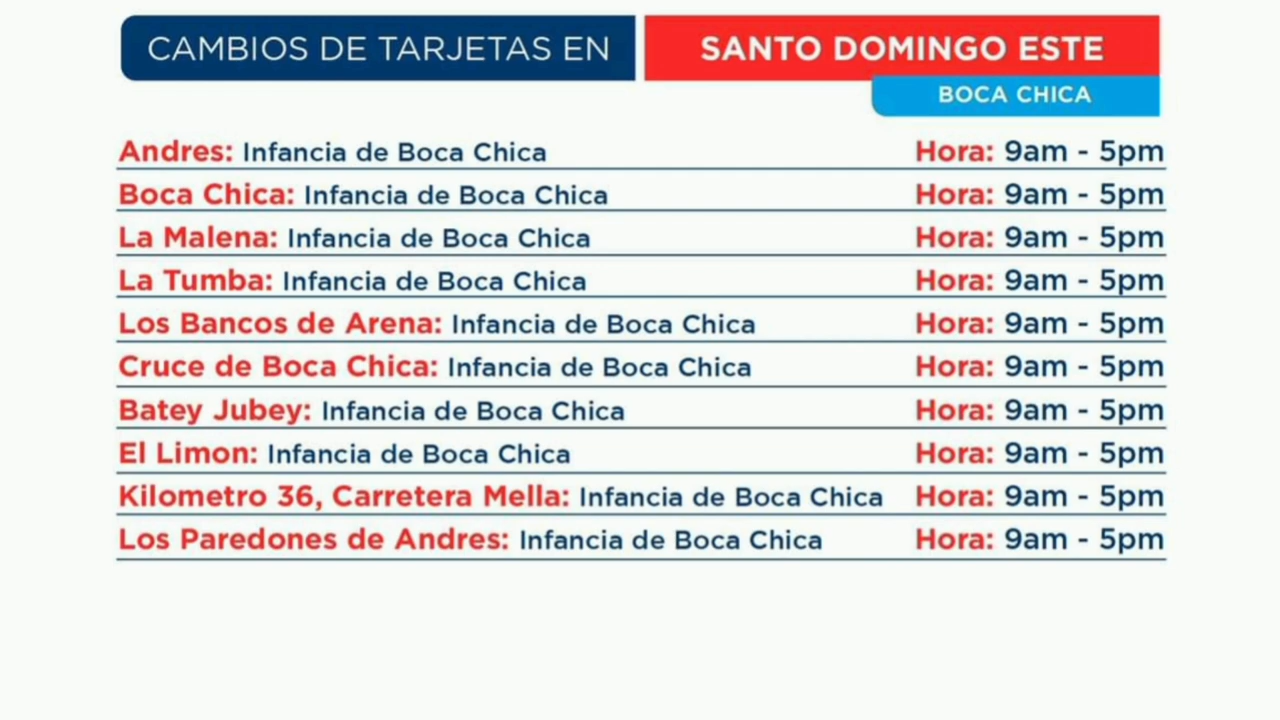 CAMBIOS DE TARJETAS EN SANTO DOMINGO ESTE
BOCA CHICA
Andres: Infancia de Boca Chica Hora: 9am - 5pm
Boca Chica: Infancia de Boca Chica Hora: 9am - 5pm
La Malena: Infancia de Boca Chica Hora: 9am - 5pm
La Tumba: Infancia de Boca Chica Hora: 9am - 5pm
Los Bancos de Arena: Infancia de Boca Chica Hora: 9am - 5pm
Cruce de Boca Chica: Infancia de Boca Chica Hora: 9am - 5pm
Batey Jubey: Infancia de Boca Chica Hora: 9am - 5pm
El Limon: Infancia de Boca Chica Hora: 9am - 5pm
Kilometro 36, Carretera Mella: Infancia de Boca Chica Hora: 9am - 5pm
Los Paredones de Andres: Infancia de Boca Chica Hora: 9am - 5pm